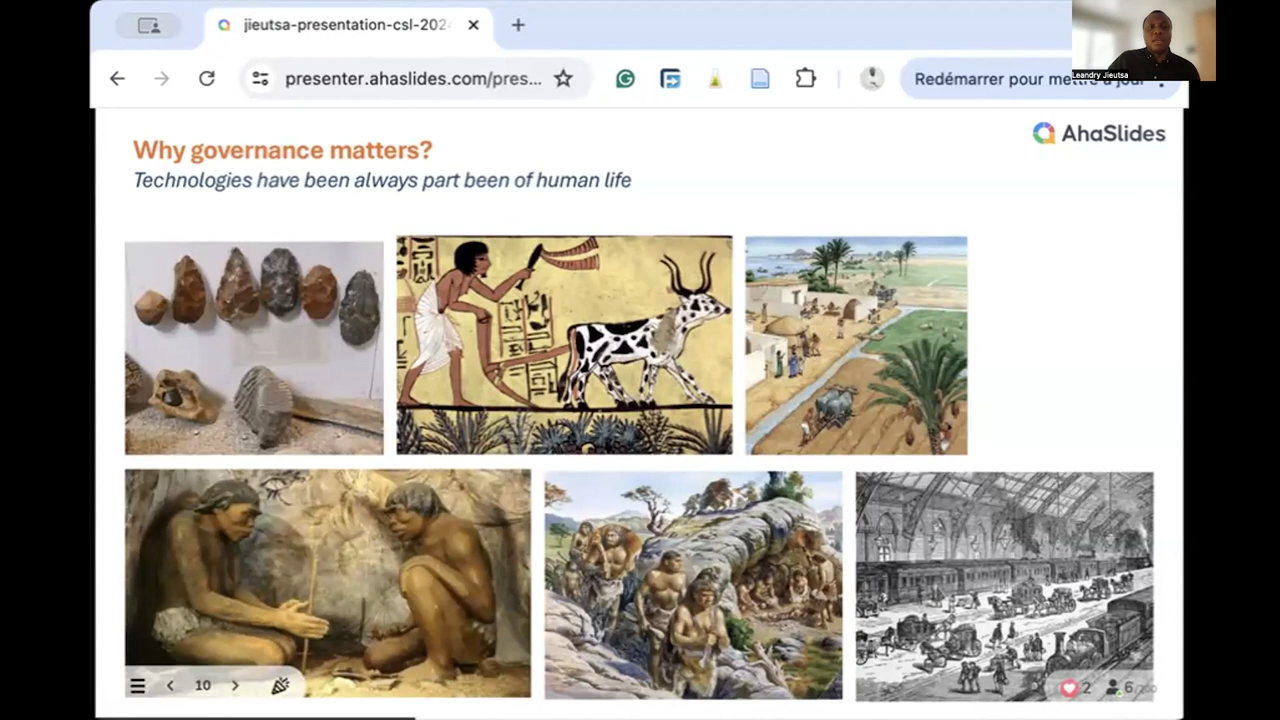 jieutsa-presentation-csl-202
presenter.ahaslides.com/pres...
Redémarrer pour mettre à jour
Leandry Jieutsa
AhaSlides
Why governance matters?
Technologies have been always part been of human life
10
2
6/200